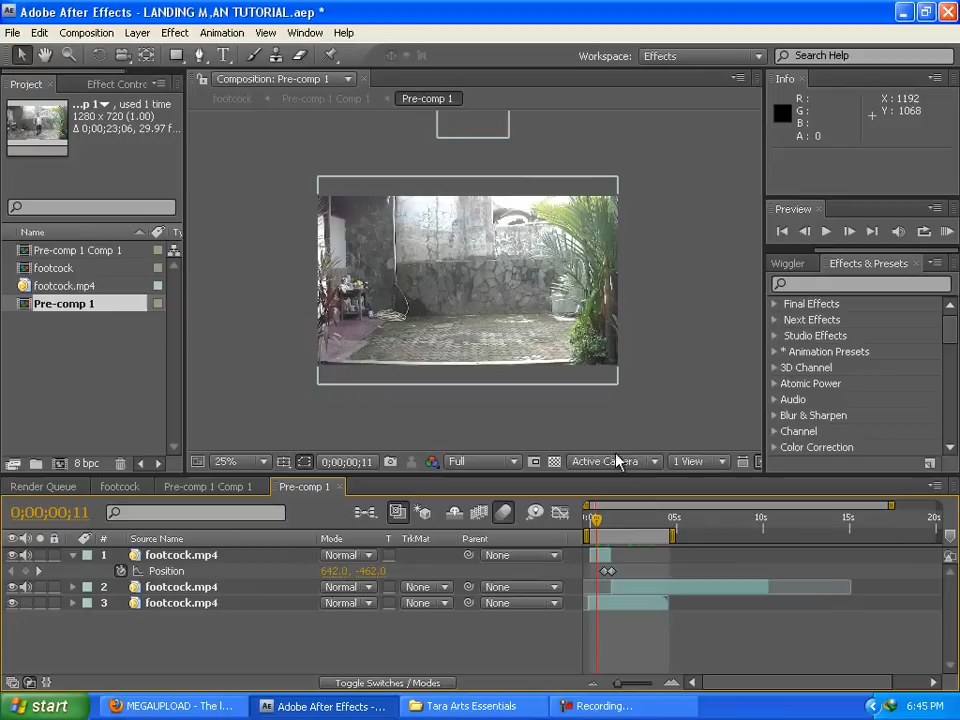 Adobe After Effects - LANDING M,AN TUTORIAL.aep *
File Edit Composition Layer Effect Animation View Window Help
Workspace: Effects Search Help
Project Effect Contrc Composition: Pre-comp 1 Info
footcock Pre-comp 1 Comp 1 Pre-comp 1
...p 1, used 1 time
1280 x 720 (1.00)
Δ 0;00;23;06, 29.97 f...
R :
G :
B :
A : 0
X : 1192
Y : 1068
Preview
Name Ty
Pre-comp 1 Comp 1
footcock
footcock.mp4
Pre-comp 1
Wiggler Effects & Presets
Final Effects
Next Effects
Studio Effects
* Animation Presets
3D Channel
Atomic Power
Audio
Blur & Sharpen
Channel
Color Correction
8 bpc 25% 0;00;00;11 Full Active Camera 1 View
Render Queue footcock Pre-comp 1 Comp 1 Pre-comp 1
0;00;00;11 05s 10s 15s 20s
# Source Name Mode T TrkMat Parent
1 footcock.mp4 Normal None
Position 642.0, -462.0
2 footcock.mp4 Normal None None
3 footcock.mp4 Normal None None
Toggle Switches / Modes
start MEGAUPLOAD - The l... Adobe After Effects -... Tara Arts Essentials Recording... 6:45 PM